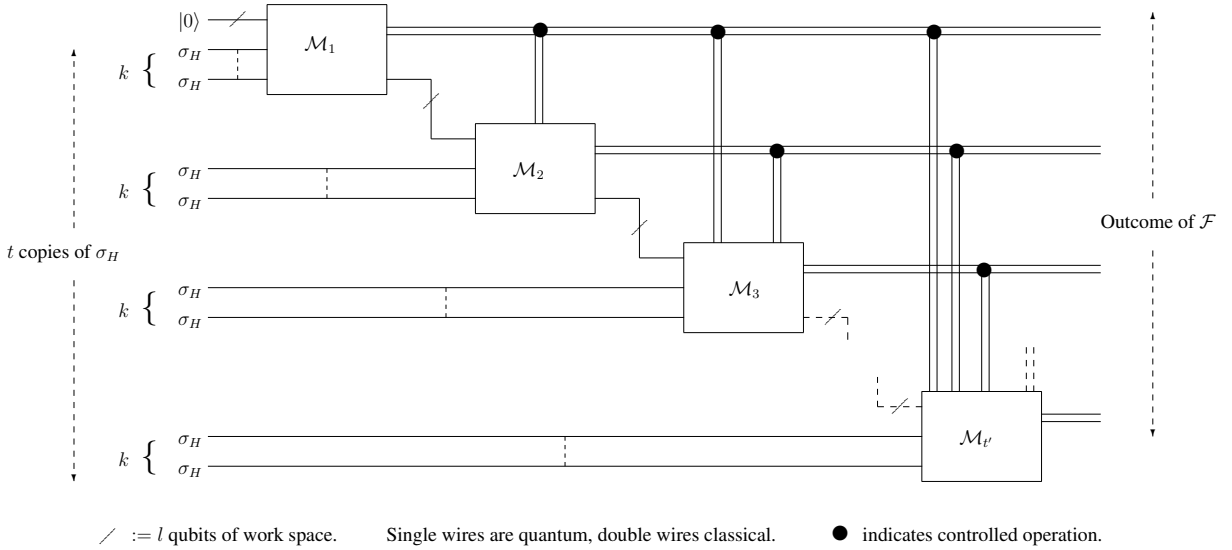 |0⟩
σ_H
k {
σ_H
M_1
σ_H
k {
σ_H
M_2
t copies of σ_H
Outcome of F
σ_H
k {
σ_H
M_3
σ_H
k {
σ_H
M_{t'}
:= l qubits of work space. Single wires are quantum, double wires classical. indicates controlled operation.